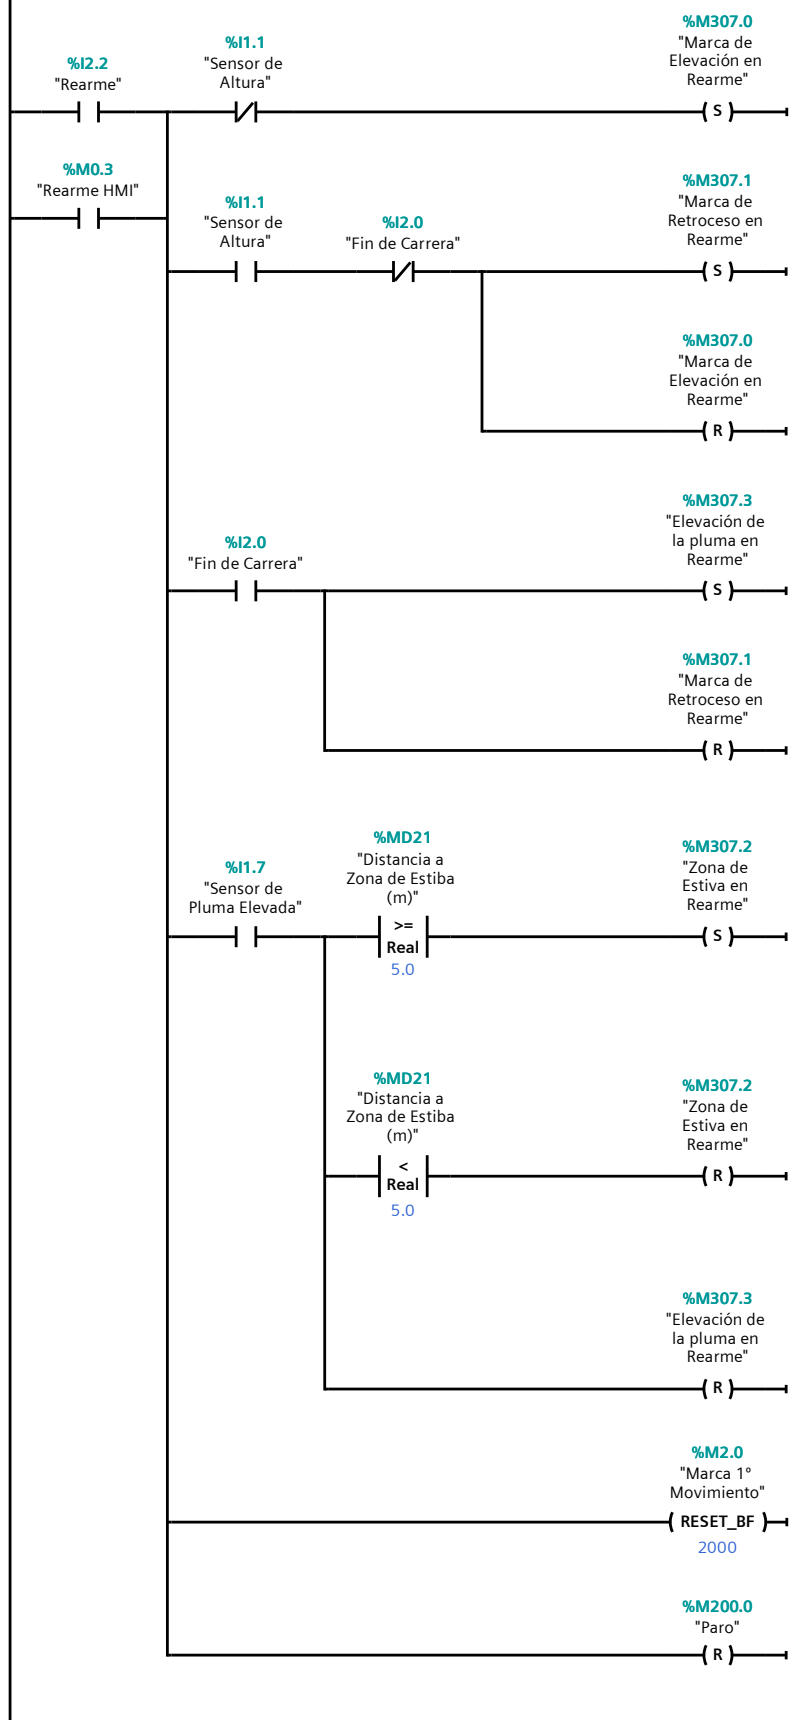 %M307.0
"Marca de
Elevación en
Rearme"
%I1.1
"Sensor de
Altura"
%I2.2
"Rearme"
S
%M0.3
"Rearme HMI"
%M307.1
"Marca de
Retroceso en
Rearme"
%I1.1
"Sensor de
Altura"
%I2.0
"Fin de Carrera"
S
%M307.0
"Marca de
Elevación en
Rearme"
R
%M307.3
"Elevación de
la pluma en
Rearme"
%I2.0
"Fin de Carrera"
S
%M307.1
"Marca de
Retroceso en
Rearme"
R
%MD21
"Distancia a
Zona de Estiba
(m)"
%M307.2
"Zona de
Estiva en
Rearme"
%I1.7
"Sensor de
Pluma Elevada"
>=
Real
5.0
S
%MD21
"Distancia a
Zona de Estiba
(m)"
%M307.2
"Zona de
Estiva en
Rearme"
<
Real
5.0
R
%M307.3
"Elevación de
la pluma en
Rearme"
R
%M2.0
"Marca 1°
Movimiento"
RESET_BF
2000
%M200.0
"Paro"
R